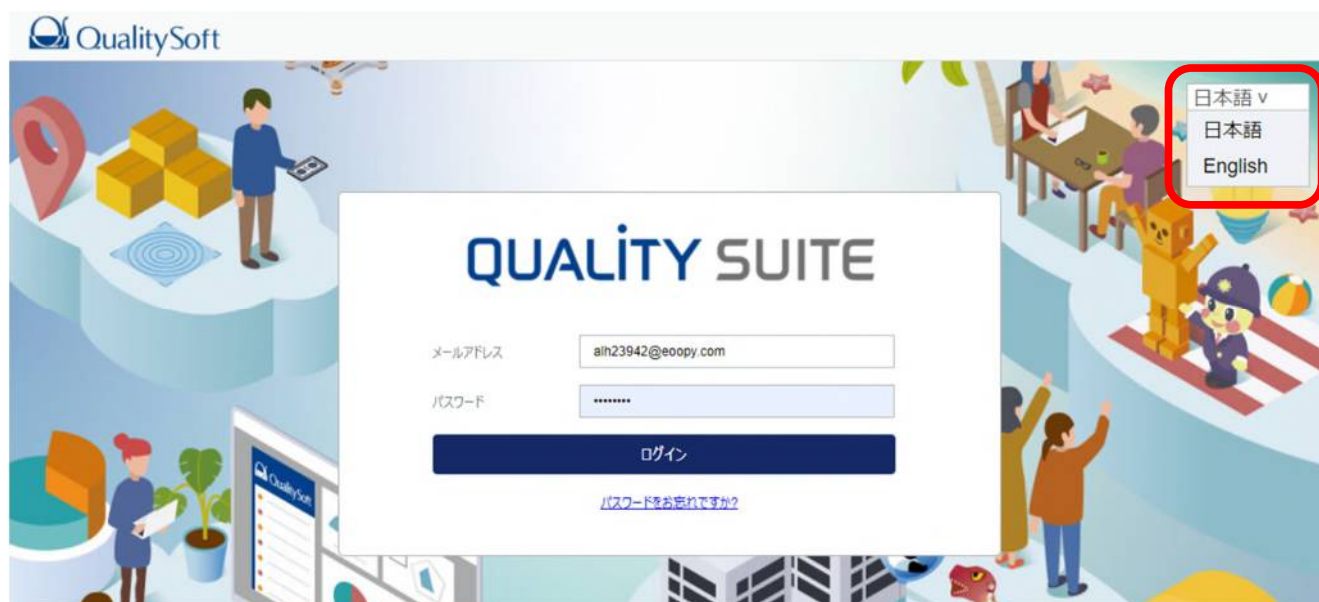 QualitySoft
日本語 v
日本語
English
QUALITY SUITE
メールアドレス
alh23942@eoopy.com
パスワード
••••••••
ログイン
パスワードをお忘れですか?
QualitySoft